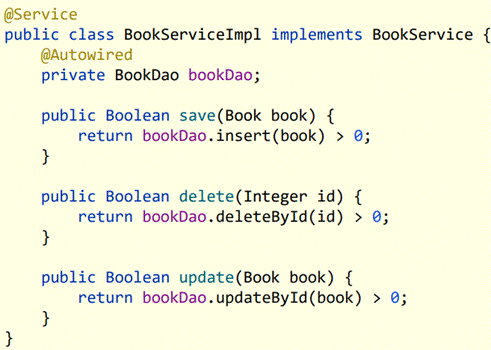 @Service
public class BookServiceImpl implements BookService {
    @Autowired
    private BookDao bookDao;

    public Boolean save(Book book) {
        return bookDao.insert(book) > 0;
    }

    public Boolean delete(Integer id) {
        return bookDao.deleteById(id) > 0;
    }

    public Boolean update(Book book) {
        return bookDao.updateById(book) > 0;
    }
}